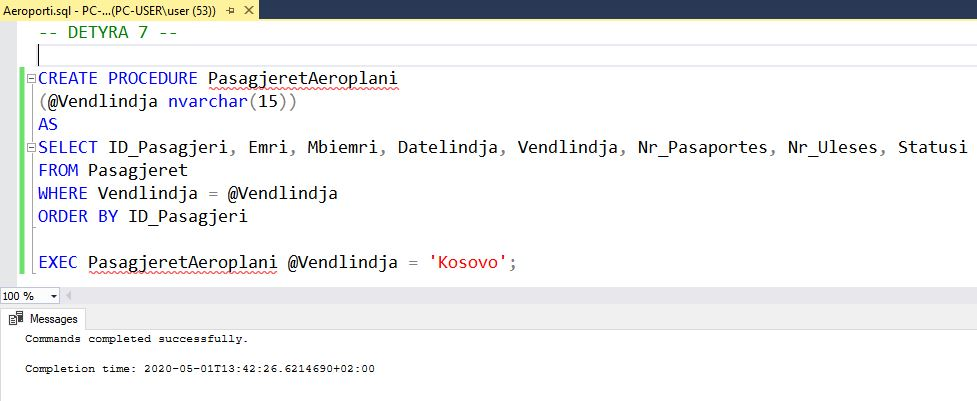 Aeroporti.sql - PC-...(PC-USER\user (53))
-- DETYRA 7 --
CREATE PROCEDURE PasagjeretAeroplani
(@Vendlindja nvarchar(15))
AS
SELECT ID_Pasagjeri, Emri, Mbiemri, Datelindja, Vendlindja, Nr_Pasaportes, Nr_Uleses, Statusi
FROM Pasagjeret
WHERE Vendlindja = @Vendlindja
ORDER BY ID_Pasagjeri
EXEC PasagjeretAeroplani @Vendlindja = 'Kosovo';
100 %
Messages
Commands completed successfully.
Completion time: 2020-05-01T13:42:26.6214690+02:00